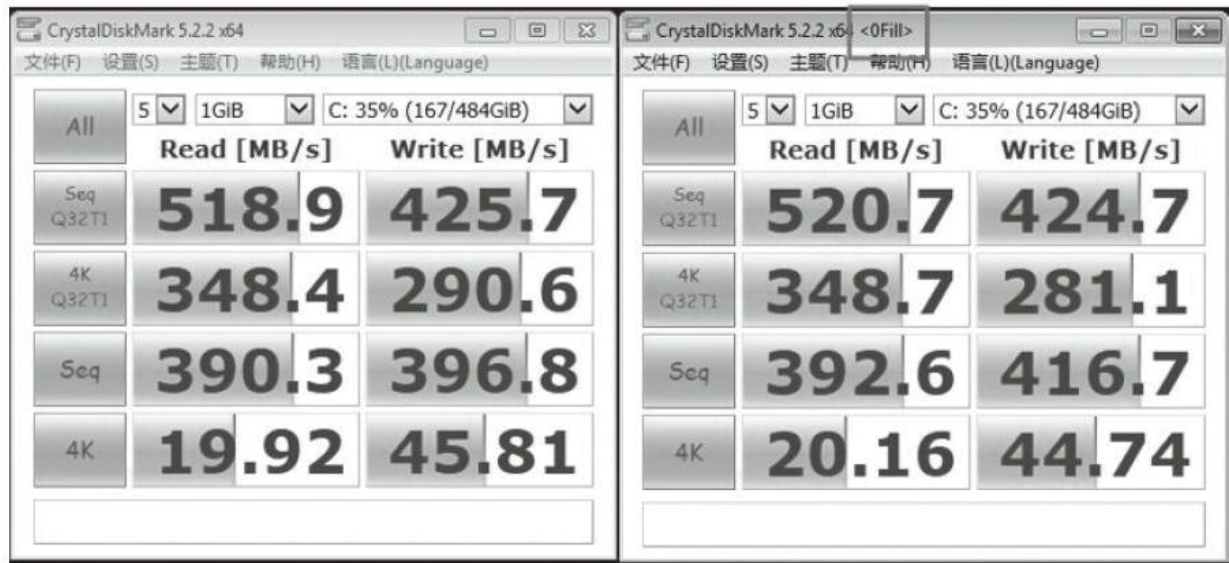 CrystalDiskMark 5.2.2 x64
文件(F) 设置(S) 主题(T) 帮助(H) 语言(L)(Language)
All
5 1GiB C: 35% (167/484GiB)
Read [MB/s] Write [MB/s]
Seq Q32T1 518.9 425.7
4K Q32T1 348.4 290.6
Seq 390.3 396.8
4K 19.92 45.81
CrystalDiskMark 5.2.2 x64 <0Fill>
文件(F) 设置(S) 主题(T) 帮助(H) 语言(L)(Language)
All
5 1GiB C: 35% (167/484GiB)
Read [MB/s] Write [MB/s]
Seq Q32T1 520.7 424.7
4K Q32T1 348.7 281.1
Seq 392.6 416.7
4K 20.16 44.74